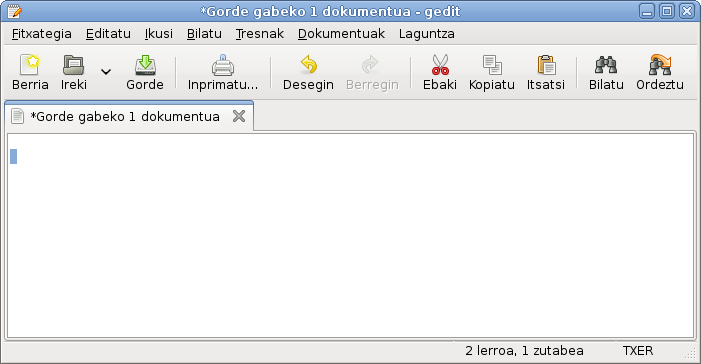 *Gorde gabeko 1 dokumentua - gedit
Fitxategia Editatu Ikusi Bilatu Tresnak Dokumentuak Laguntza
Berria Ireki Gorde Inprimatu... Desegin Berregin Ebaki Kopiatu Itsatsi Bilatu Ordeztu
*Gorde gabeko 1 dokumentua
2 lerroa, 1 zutabea TXER